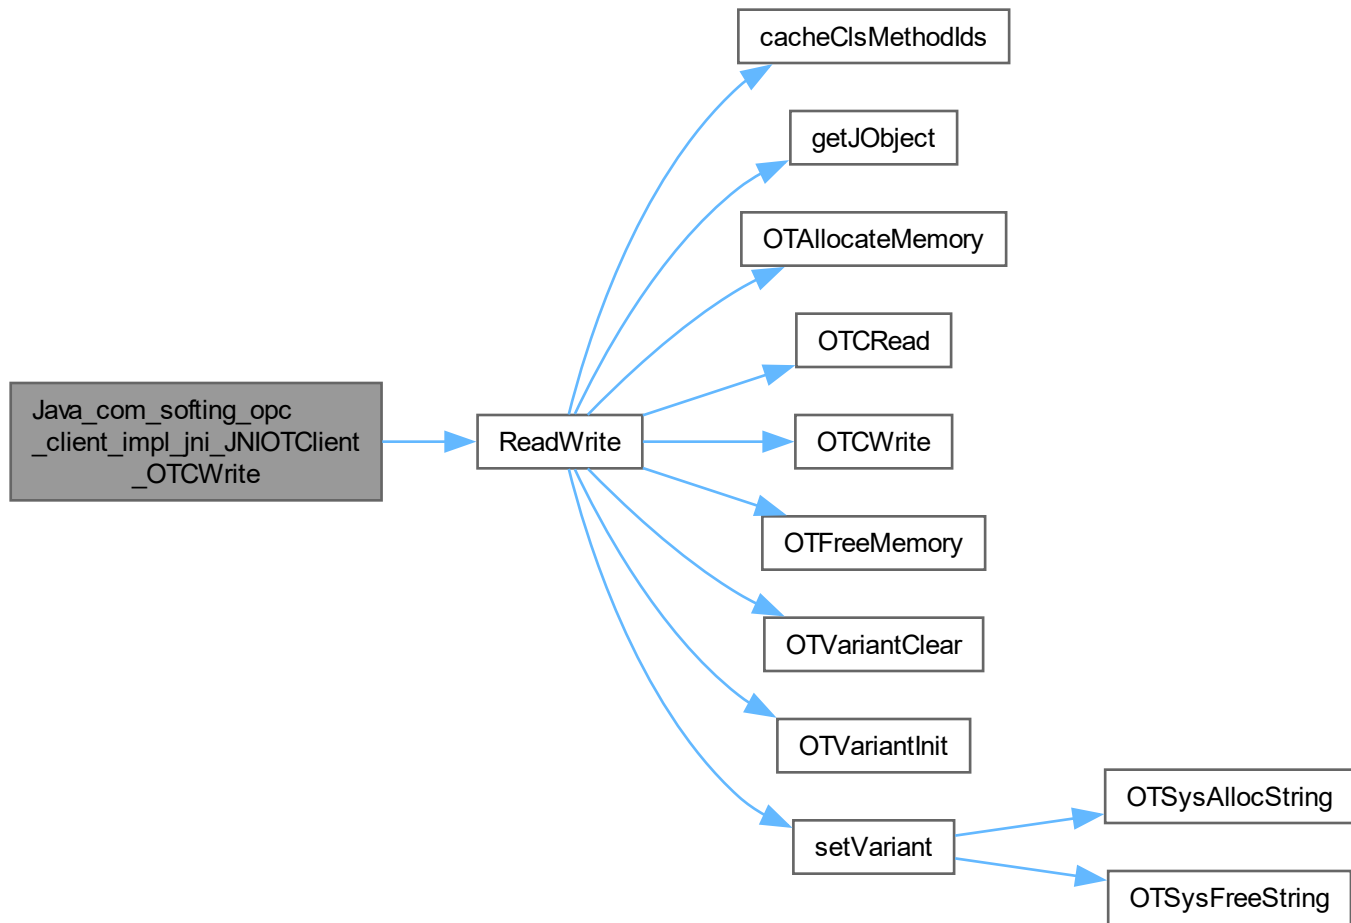 cacheClsMethodIds
getJObject
OTAllocateMemory
OTCRead
Java_com_softing_opc
_client_impl_jni_JNIOTClient
_OTCWrite
ReadWrite
OTCWrite
OTFreeMemory
OTVariantClear
OTVariantInit
setVariant
OTSysAllocString
OTSysFreeString